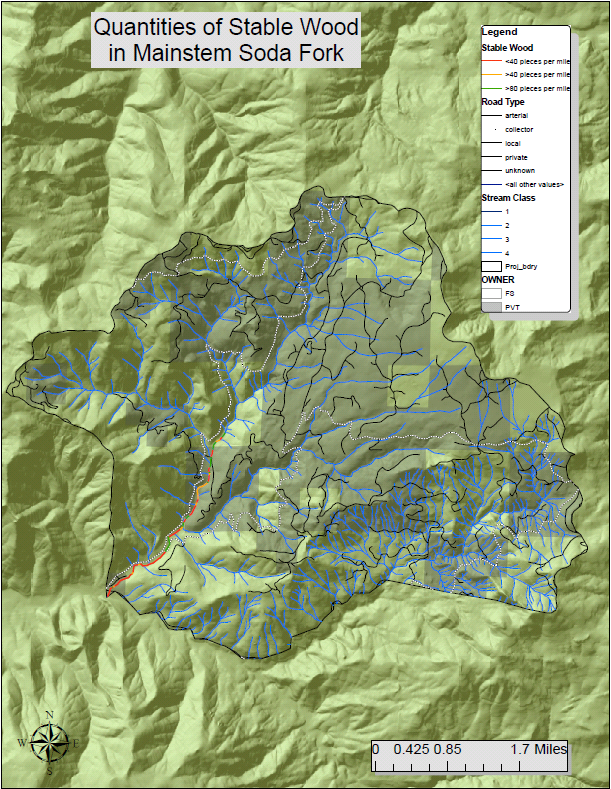 Quantities of Stable Wood
in Mainstem Soda Fork
Legend
Stable Wood
<40 pieces per mile
>40 pieces per mile
>80 pieces per mile
Road Type
arterial
collector
local
private
unknown
<all other values>
Stream Class
1
2
3
4
Proj_bdry
OWNER
FS
PVT
N
W E
S
0 0.425 0.85 1.7 Miles